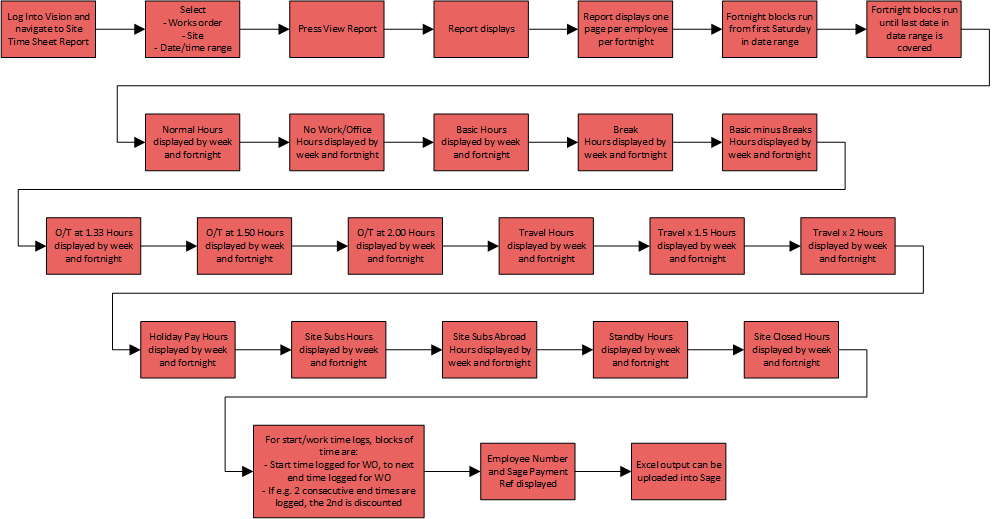 Log Into Vision and
navigate to Site
Time Sheet Report
Select
- Works order
- Site
- Date/time range
Press View Report
Report displays
Report displays one
page per employee
per fortnight
Fortnight blocks run
from first Saturday
in date range
Fortnight blocks run
until last date in
date range is
covered
Normal Hours
displayed by week
and fortnight
No Work/Office
Hours displayed by
week and fortnight
Basic Hours
displayed by week
and fortnight
Break
Hours displayed by
week and fortnight
Basic minus Breaks
Hours displayed by
week and fortnight
O/T at 1.33 Hours
displayed by week
and fortnight
O/T at 1.50 Hours
displayed by week
and fortnight
O/T at 2.00 Hours
displayed by week
and fortnight
Travel Hours
displayed by week
and fortnight
Travel x 1.5 Hours
displayed by week
and fortnight
Travel x 2 Hours
displayed by week
and fortnight
Holiday Pay Hours
displayed by week
and fortnight
Site Subs Hours
displayed by week
and fortnight
Site Subs Abroad
Hours displayed by
week and fortnight
Standby Hours
displayed by week
and fortnight
Site Closed Hours
displayed by week
and fortnight
For start/work time logs, blocks of
time are:
- Start time logged for WO, to next
end time logged for WO
- If e.g. 2 consecutive end times are
logged, the 2nd is discounted
Employee Number
and Sage Payment
Ref displayed
Excel output can be
uploaded into Sage